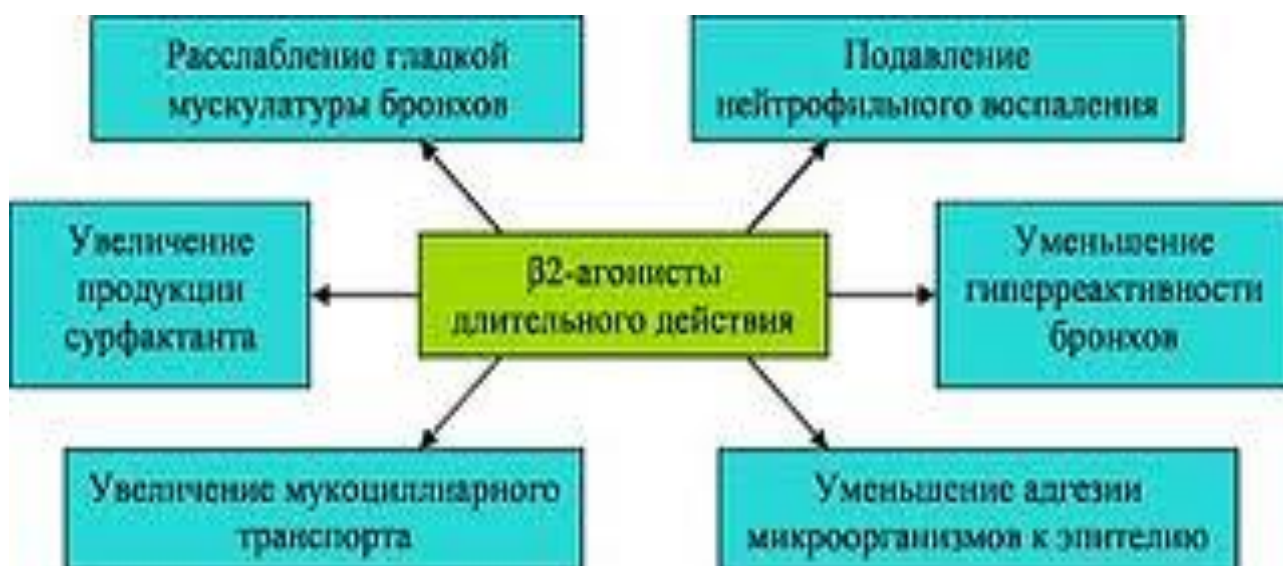 Расслабление гладкой
мускулатуры бронхов
Подавление
нейтрофильного воспаления
Увеличение
продукции
сурфактанта
β2-агонисты
длительного действия
Уменьшение
гиперреактивности
бронхов
Увеличение мукоциллиарного
транспорта
Уменьшение адгезии
микроорганизмов к эпителию